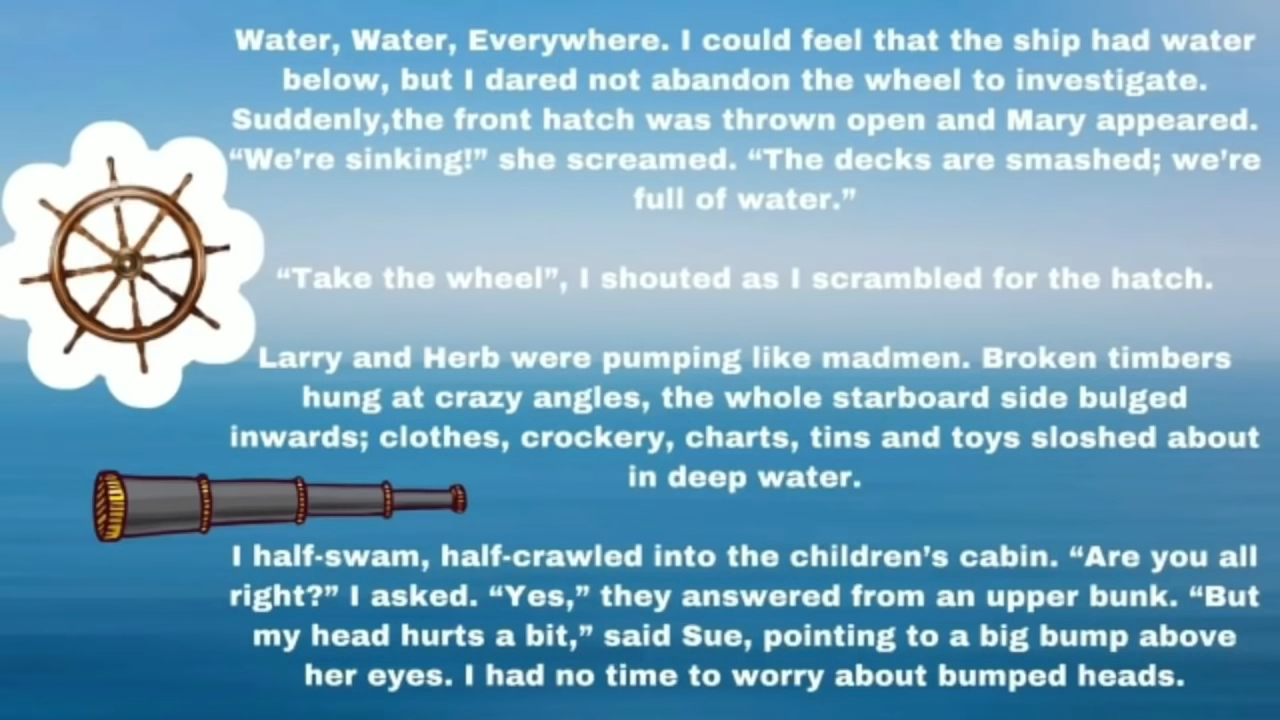 Water, Water, Everywhere. I could feel that the ship had water
below, but I dared not abandon the wheel to investigate.
Suddenly,the front hatch was thrown open and Mary appeared.
“We’re sinking!” she screamed. “The decks are smashed; we’re
full of water.”
“Take the wheel”, I shouted as I scrambled for the hatch.
Larry and Herb were pumping like madmen. Broken timbers
hung at crazy angles, the whole starboard side bulged
inwards; clothes, crockery, charts, tins and toys sloshed about
in deep water.
I half-swam, half-crawled into the children’s cabin. “Are you all
right?” I asked. “Yes,” they answered from an upper bunk. “But
my head hurts a bit,” said Sue, pointing to a big bump above
her eyes. I had no time to worry about bumped heads.